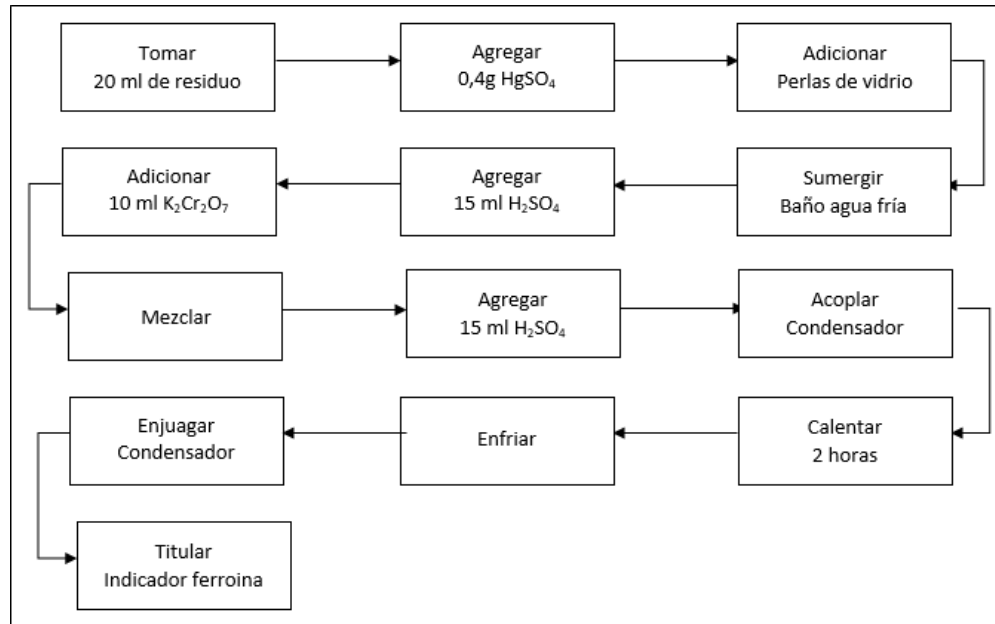 Tomar
20 ml de residuo
Agregar
0,4g HgSO₄
Adicionar
Perlas de vidrio
Sumergir
Baño agua fría
Agregar
15 ml H₂SO₄
Adicionar
10 ml K₂Cr₂O₇
Mezclar
Agregar
15 ml H₂SO₄
Acoplar
Condensador
Calentar
2 horas
Enfriar
Enjuagar
Condensador
Titular
Indicador ferroina